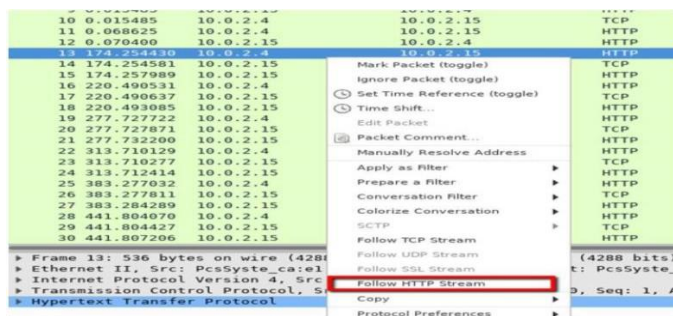 10 0.015485 10.0.2.4 10.0.2.15 TCP
11 0.068625 10.0.2.15 10.0.2.4 HTTP
12 0.070400 10.0.2.15 10.0.2.4 HTTP
13 174.254430 10.0.2.4 10.0.2.15 HTTP
14 174.254581 10.0.2.15 Mark Packet (toggle) TCP
15 174.257989 10.0.2.15 Ignore Packet (toggle) HTTP
16 220.490531 10.0.2.4 HTTP
17 220.490637 10.0.2.15 Set Time Reference (toggle) TCP
18 220.493085 10.0.2.15 Time Shift... HTTP
19 277.727722 10.0.2.4 Edit Packet HTTP
20 277.727871 10.0.2.15 TCP
21 277.732200 10.0.2.15 Packet Comment... HTTP
22 313.710129 10.0.2.4 Manually Resolve Address HTTP
23 313.710277 10.0.2.15 TCP
24 313.712414 10.0.2.15 Apply as Filter HTTP
25 383.277032 10.0.2.4 Prepare a Filter HTTP
26 383.277811 10.0.2.15 Conversation Filter TCP
27 383.284289 10.0.2.15 Colorize Conversation HTTP
28 441.804070 10.0.2.4 HTTP
29 441.804427 10.0.2.15 SCTP TCP
30 441.807206 10.0.2.15 Follow TCP Stream HTTP
Frame 13: 536 bytes on wire (428 Follow UDP Stream (4288 bits)
Ethernet II, Src: PcsSyste_ca:e1 Follow SSL Stream t: PcsSyste_
Internet Protocol Version 4, Src Follow HTTP Stream
Transmission Control Protocol, S Copy , Seq: 1, A
Hypertext Transfer Protocol
Protocol Preferences